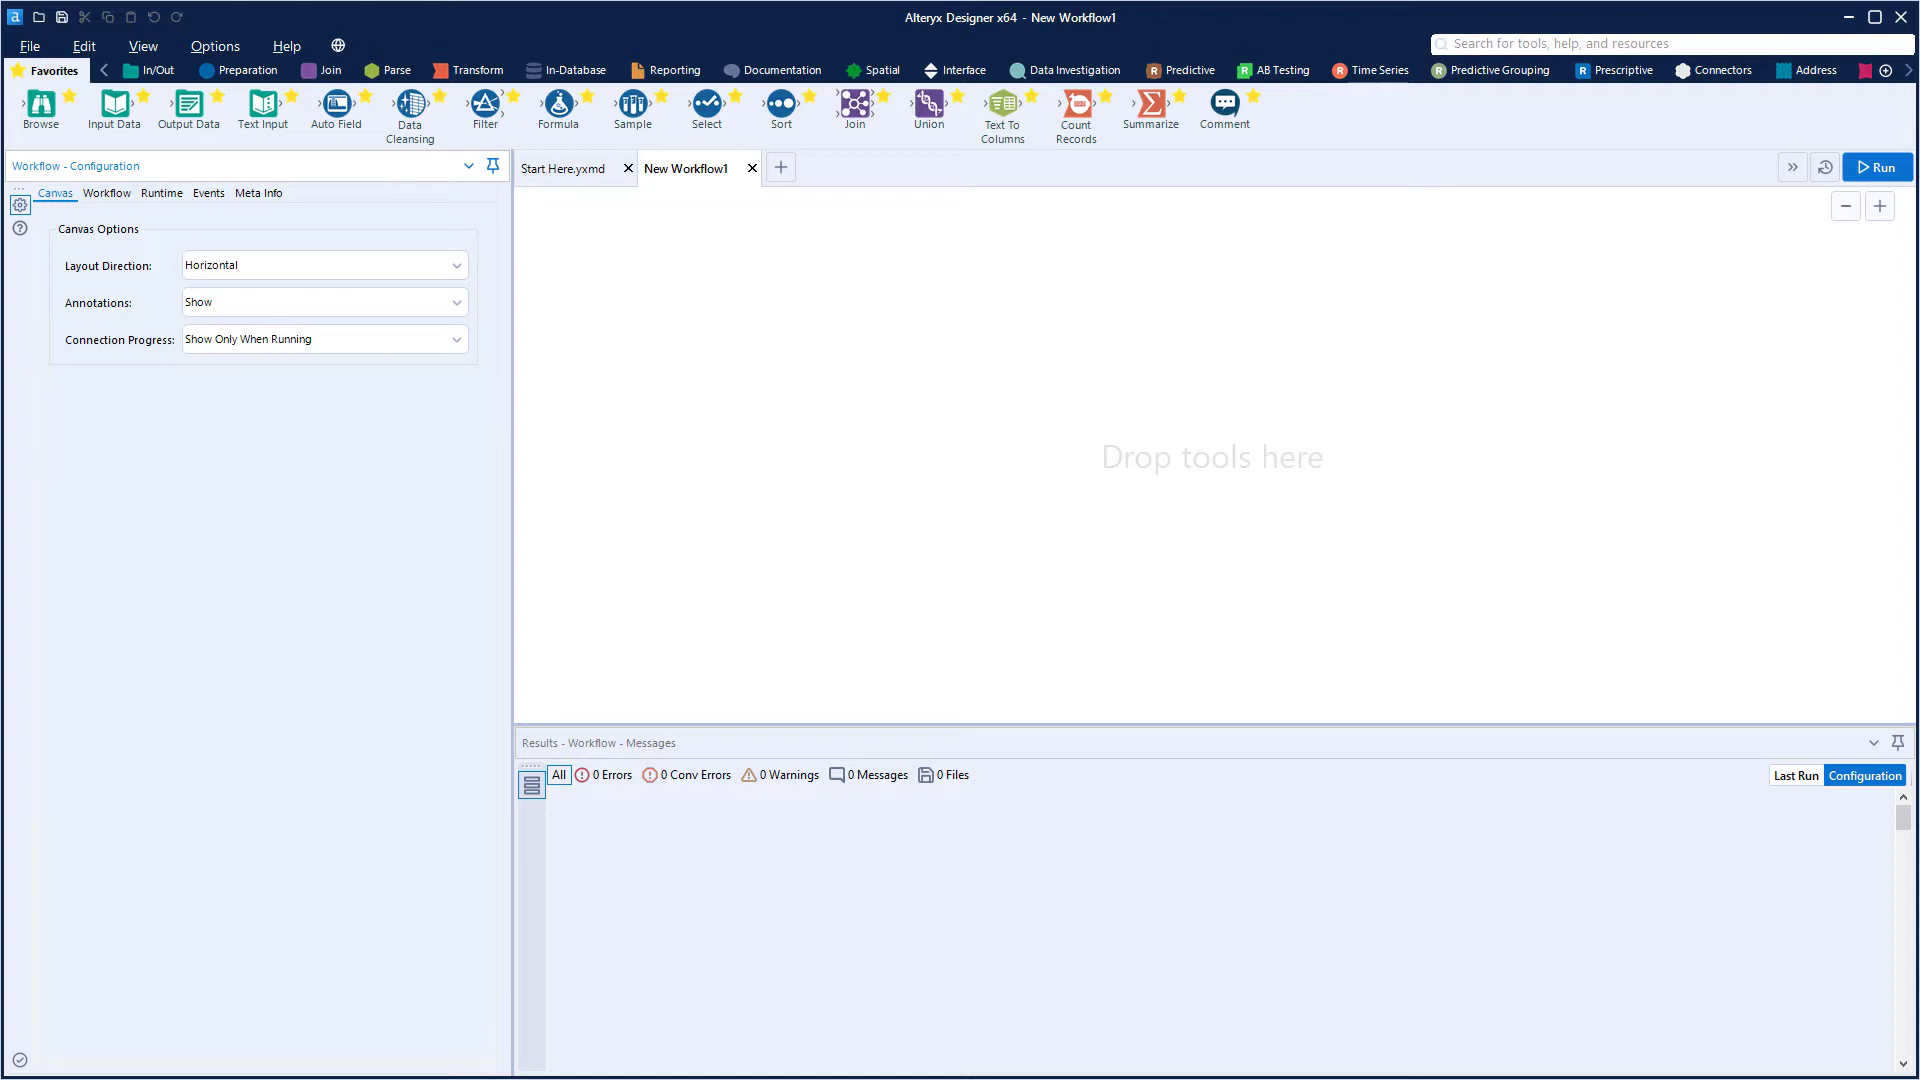 Alteryx Designer x64 - New Workflow1
File Edit View Options Help
Search for tools, help, and resources
Favorites In/Out Preparation Join Parse Transform In-Database Reporting Documentation Spatial Interface Data Investigation Predictive AB Testing Time Series Predictive Grouping Prescriptive Connectors Address
Browse Input Data Output Data Text Input Auto Field Data Cleansing Filter Formula Sample Select Sort Join Union Text To Columns Count Records Summarize Comment
Workflow - Configuration
Start Here.yxmd New Workflow1
Run
Canvas Workflow Runtime Events Meta Info
Canvas Options
Layout Direction: Horizontal
Annotations: Show
Connection Progress: Show Only When Running
Drop tools here
Results - Workflow - Messages
All 0 Errors 0 Conv Errors 0 Warnings 0 Messages 0 Files
Last Run Configuration